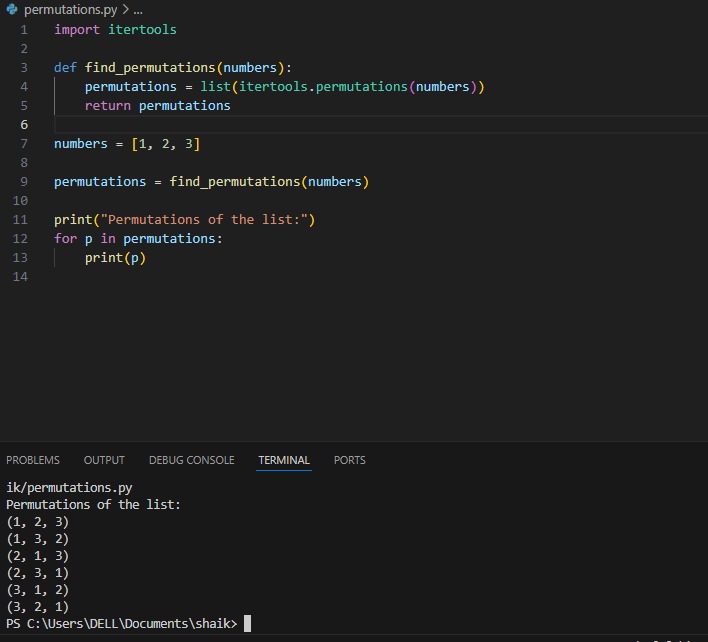 permutations.py > ...
1 import itertools
2
3 def find_permutations(numbers):
4     permutations = list(itertools.permutations(numbers))
5     return permutations
6
7 numbers = [1, 2, 3]
8
9 permutations = find_permutations(numbers)
10
11 print("Permutations of the list:")
12 for p in permutations:
13     print(p)
14
PROBLEMS OUTPUT DEBUG CONSOLE TERMINAL PORTS
ik/permutations.py
Permutations of the list:
(1, 2, 3)
(1, 3, 2)
(2, 1, 3)
(2, 3, 1)
(3, 1, 2)
(3, 2, 1)
PS C:\Users\DELL\Documents\shaik>